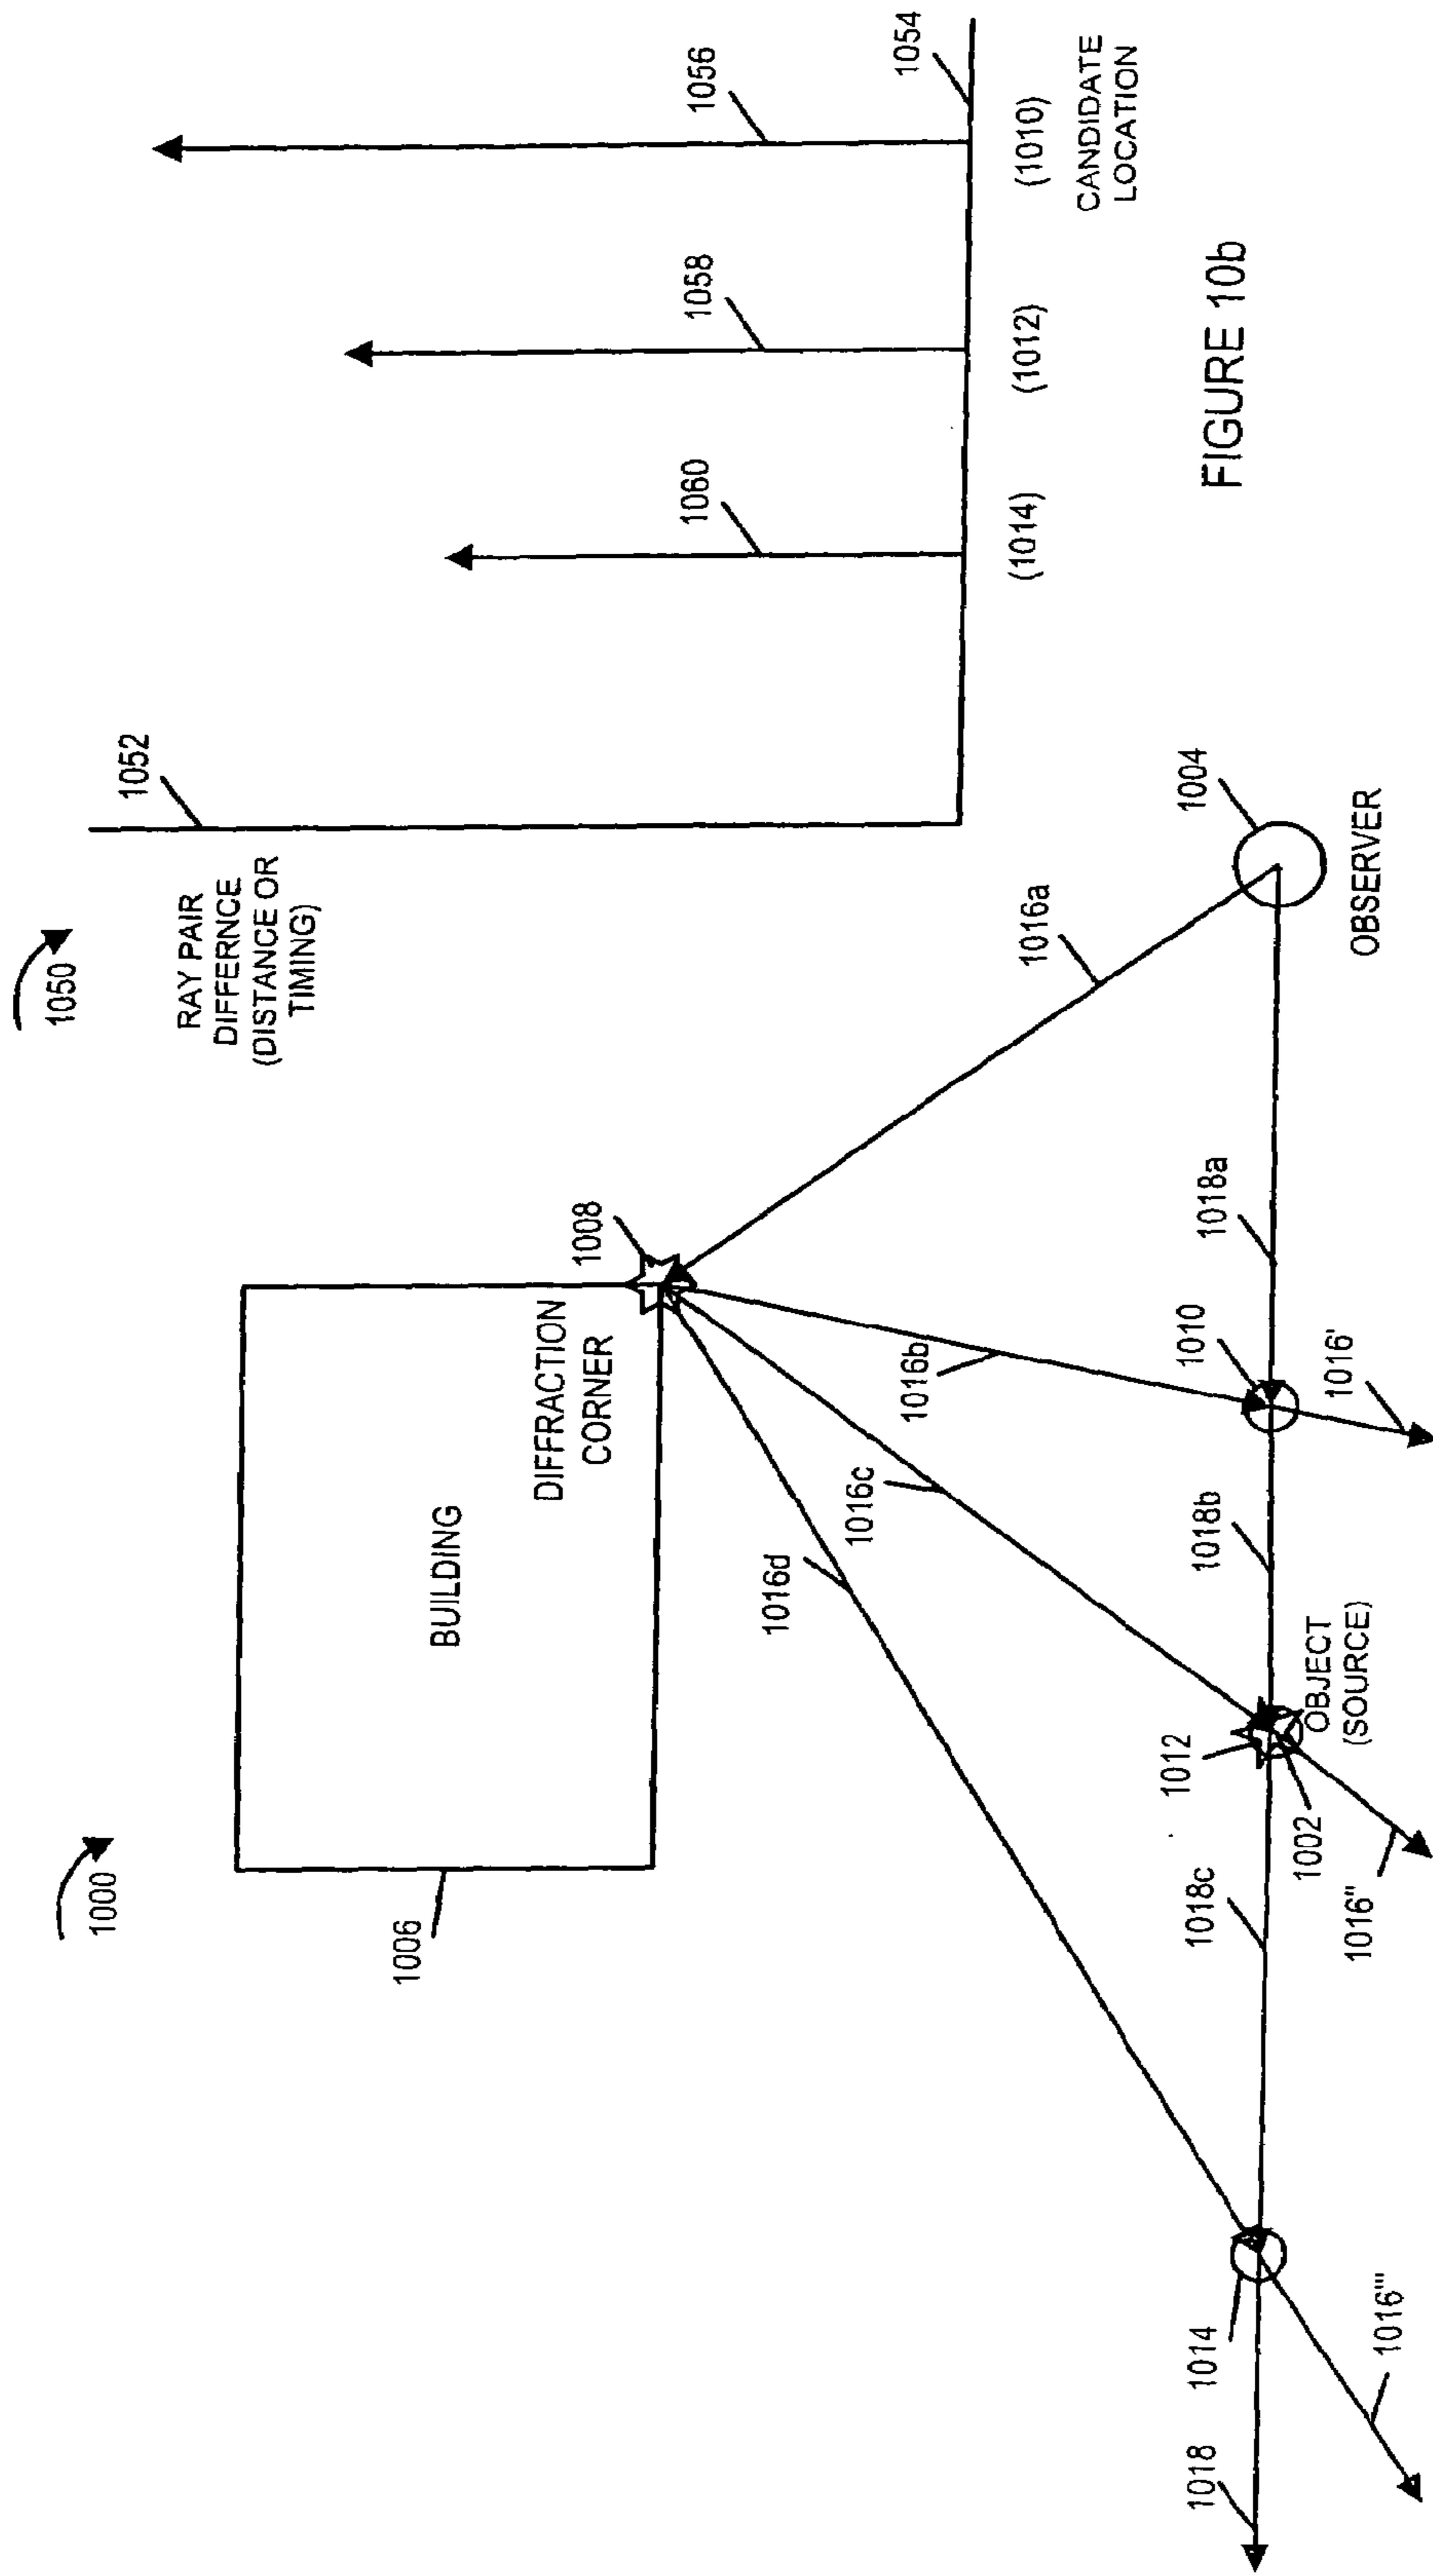 1000
BUILDING
1006
DIFFRACTION
CORNER
1008
1016a
1016b
1016c
1016d
1010
1018a
1018b
1018c
1012
1002
OBJECT
(SOURCE)
1014
1018
1016'
1016"
1016'''
1004
OBSERVER
1050
RAY PAIR
DIFFERNCE
(DISTANCE OR
TIMING)
1052
1060
1058
1056
1054
(1014)
(1012)
(1010)
CANDIDATE
LOCATION
FIGURE 10b